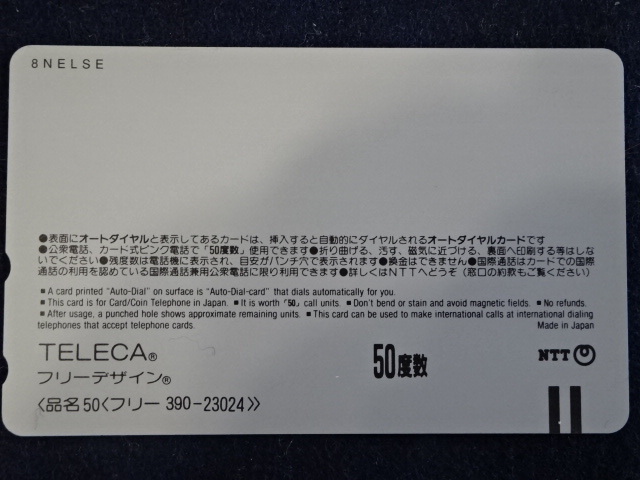 8NELSE
●表面にオートダイヤルと表示してあるカードは、挿入すると自動的にダイヤルされるオートダイヤルカードです
●公衆電話、カード式ピンク電話で「50度数」使用できます●折り曲げる、汚す、磁気に近づける、裏面へ印刷する等はしな
いでください●残度数は電話機に表示され、目安がパンチ穴で表示されます●換金はできません●国際通話はカードでの国際
通話の利用を認めている国際通話兼用公衆電話に限り利用できます●詳しくはNTTへどうぞ（窓口の約款もご覧ください）
■ A card printed "Auto-Dial" on surface is "Auto-Dial-card" that dials automatically for you.
■ This card is for Card/Coin Telephone in Japan. ■ It is worth「50」call units. ■ Don't bend or stain and avoid magnetic fields. ■ No refunds.
■ After usage, a punched hole shows approximate remaining units. ■ This card can be used to make international calls at international dialing
telephones that accept telephone cards. Made in Japan
TELECA® 50度数 NTT
フリーデザイン®
〈品名50〈フリー 390-23024〉〉